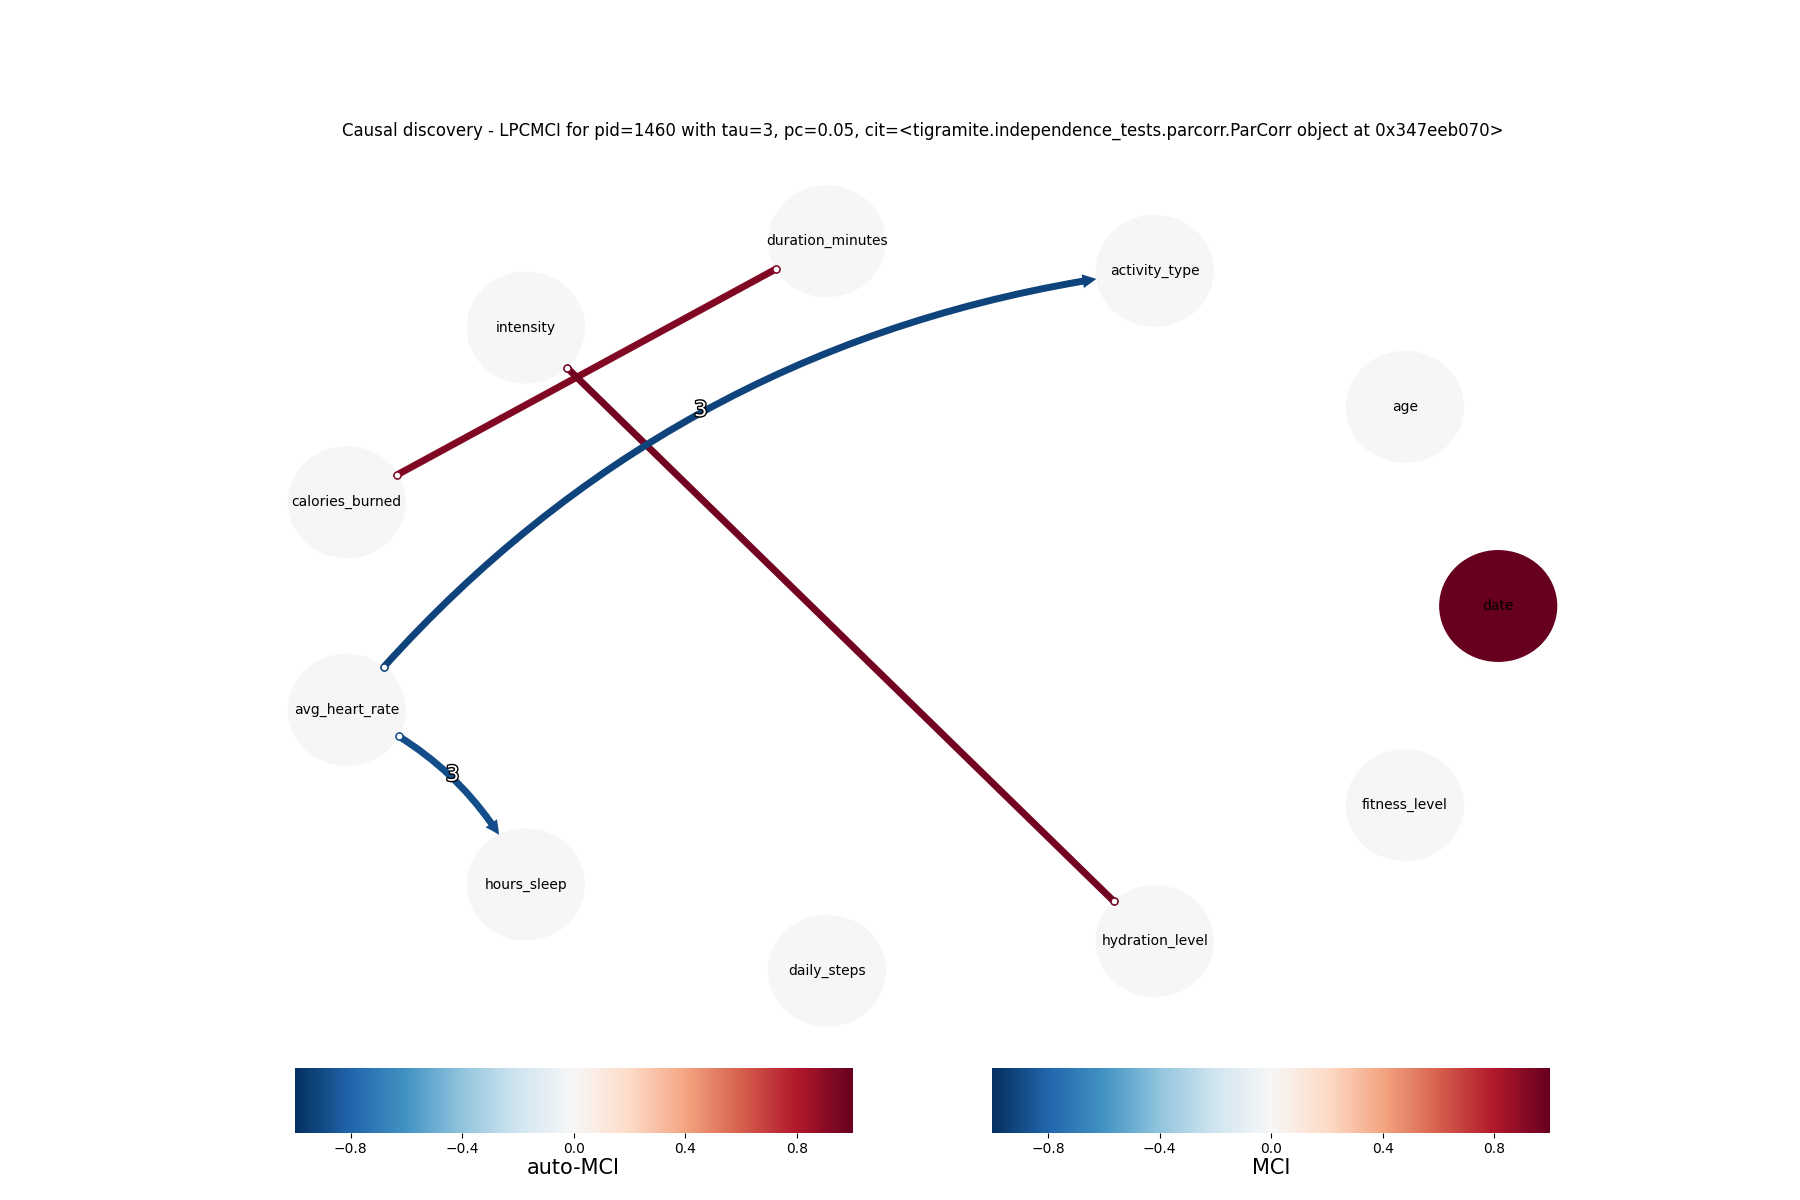 Causal discovery - LPCMCI for pid=1460 with tau=3, pc=0.05, cit=<tigramite.independence_tests.parcorr.ParCorr object at 0x347eeb070>
duration_minutes
activity_type
intensity
3
age
calories_burned
date
avg_heart_rate
3
fitness_level
hours_sleep
hydration_level
daily_steps
−0.8 −0.4 0.0 0.4 0.8
auto-MCI
−0.8 −0.4 0.0 0.4 0.8
MCI